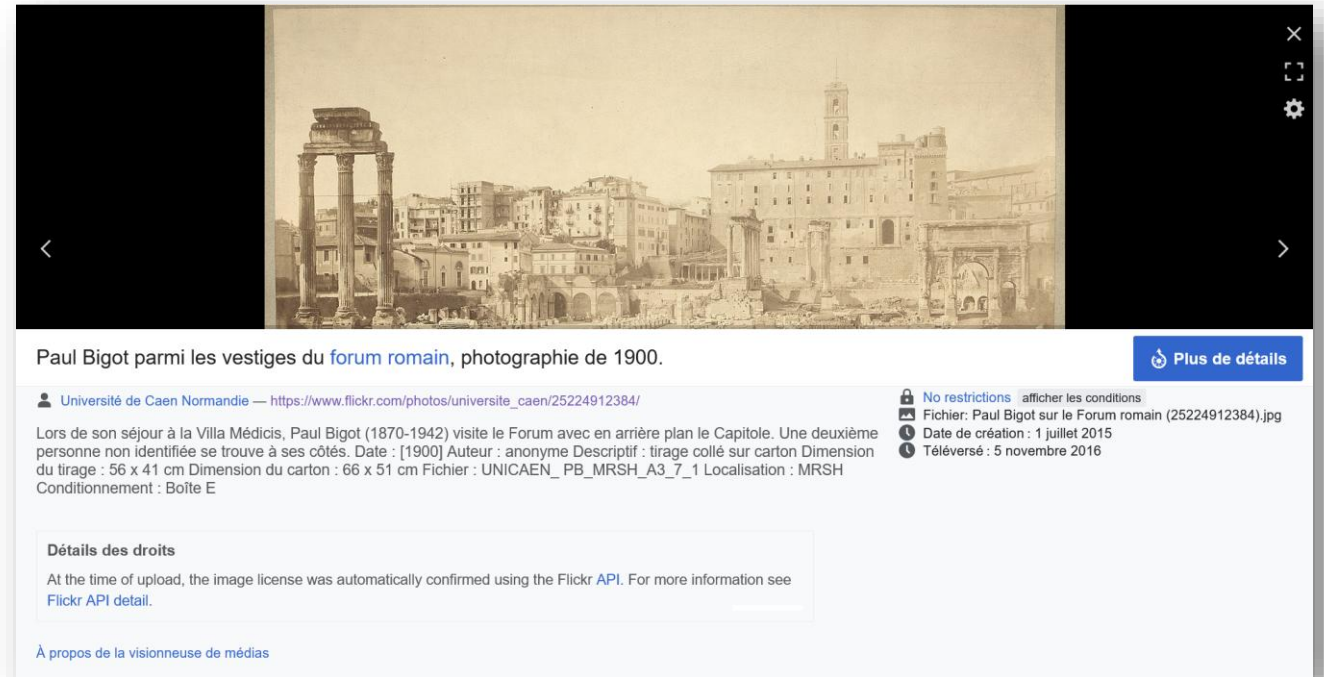 Paul Bigot parmi les vestiges du forum romain, photographie de 1900.
Plus de détails
Université de Caen Normandie — https://www.flickr.com/photos/universite_caen/25224912384/
Lors de son séjour à la Villa Médicis, Paul Bigot (1870-1942) visite le Forum avec en arrière plan le Capitole. Une deuxième
personne non identifiée se trouve à ses côtés. Date : [1900] Auteur : anonyme Descriptif : tirage collé sur carton Dimension
du tirage : 56 x 41 cm Dimension du carton : 66 x 51 cm Fichier : UNICAEN_ PB_MRSH_A3_7_1 Localisation : MRSH
Conditionnement : Boîte E
No restrictions afficher les conditions
Fichier: Paul Bigot sur le Forum romain (25224912384).jpg
Date de création : 1 juillet 2015
Téléversé : 5 novembre 2016
Détails des droits
At the time of upload, the image license was automatically confirmed using the Flickr API. For more information see
Flickr API detail.
À propos de la visionneuse de médias